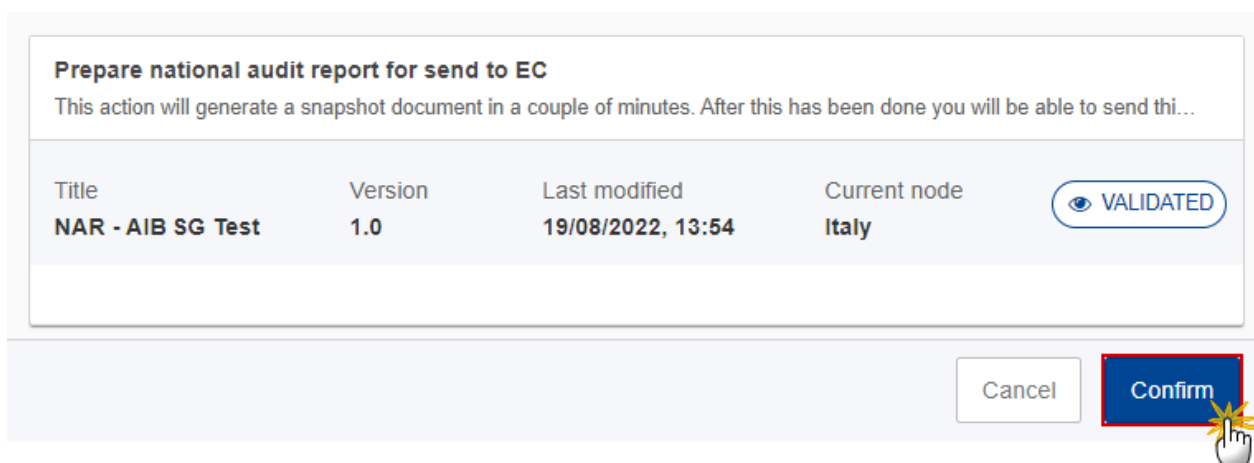 Prepare national audit report for send to EC
This action will generate a snapshot document in a couple of minutes. After this has been done you will be able to send thi...
Title Version Last modified Current node
VALIDATED
NAR - AIB SG Test 1.0 19/08/2022, 13:54 Italy
Cancel Confirm